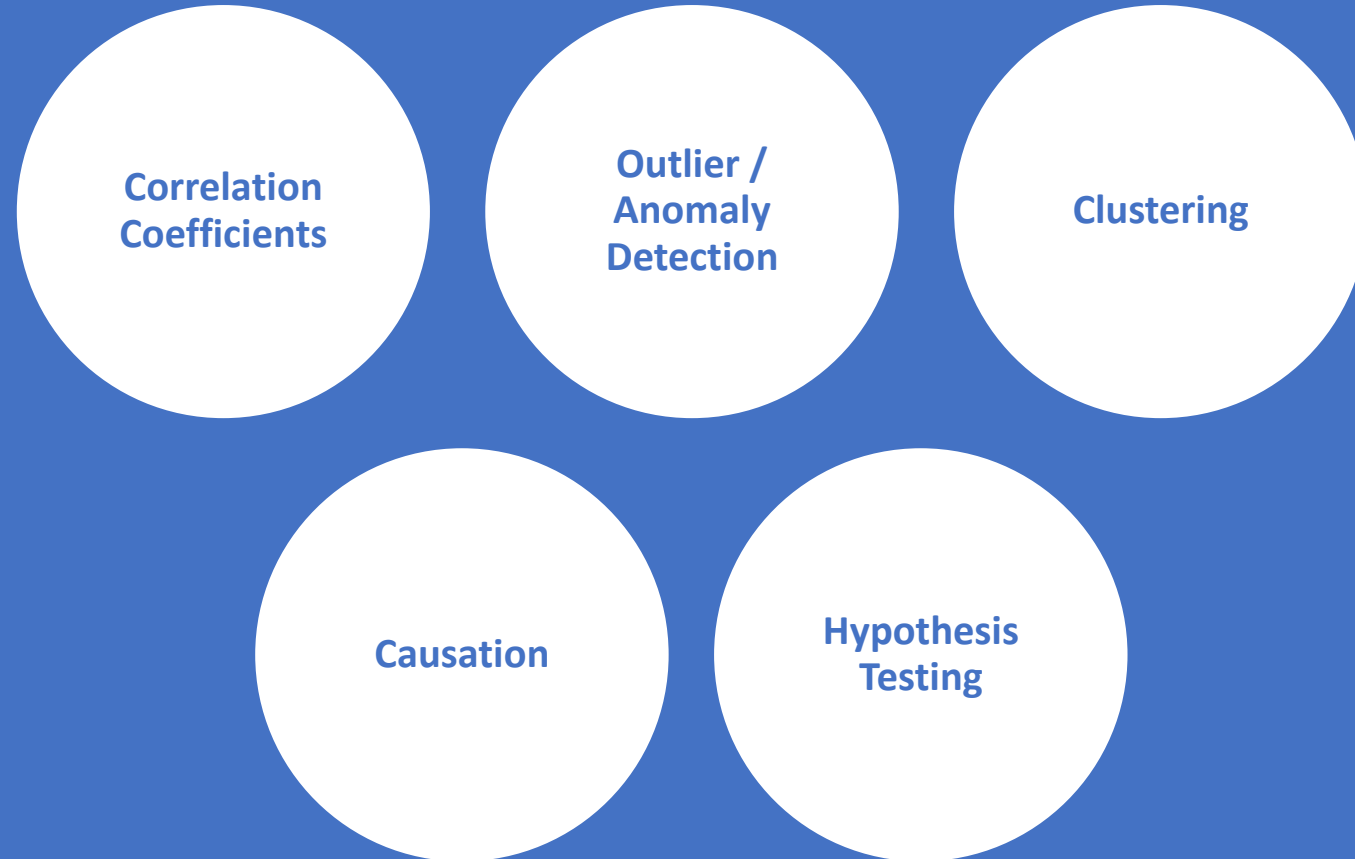 Correlation
Coefficients
Outlier /
Anomaly
Detection
Clustering
Causation
Hypothesis
Testing